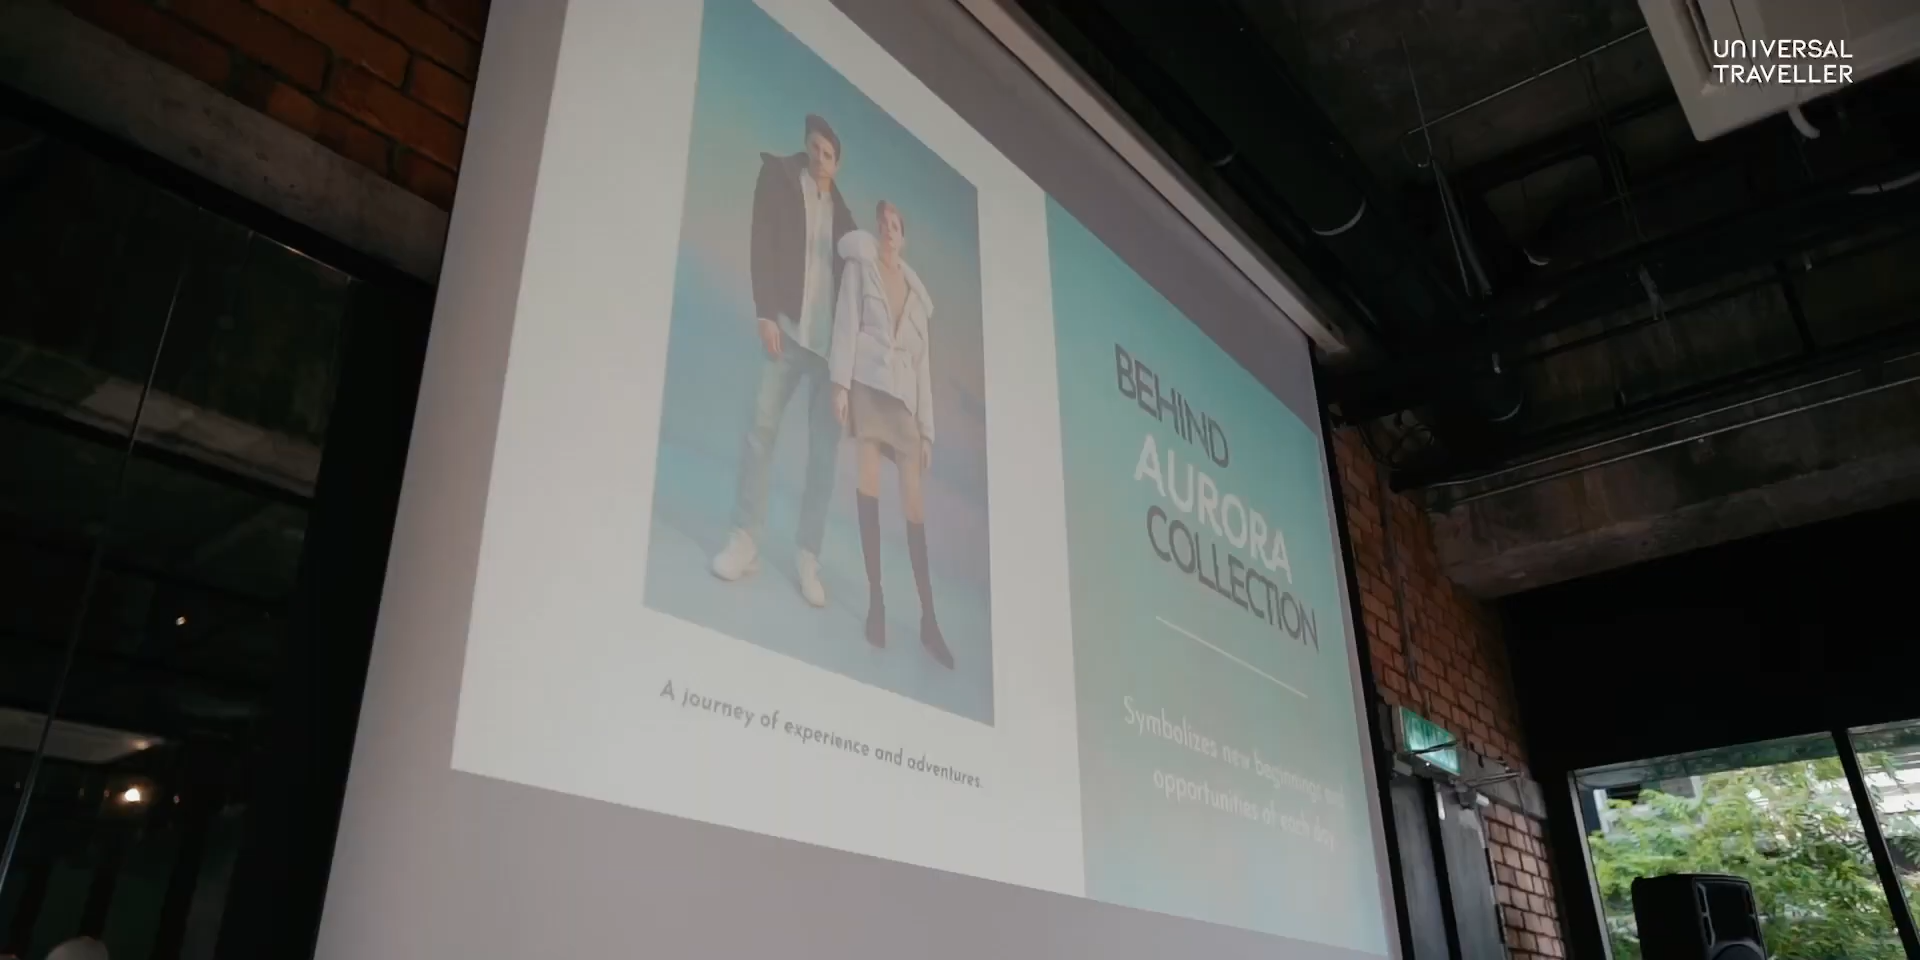 UNIVERSAL
TRAVELLER
BEHIND
AURORA
COLLECTION
A journey of experience and adventures.
Symbolizes new beginnings and
opportunities of each day